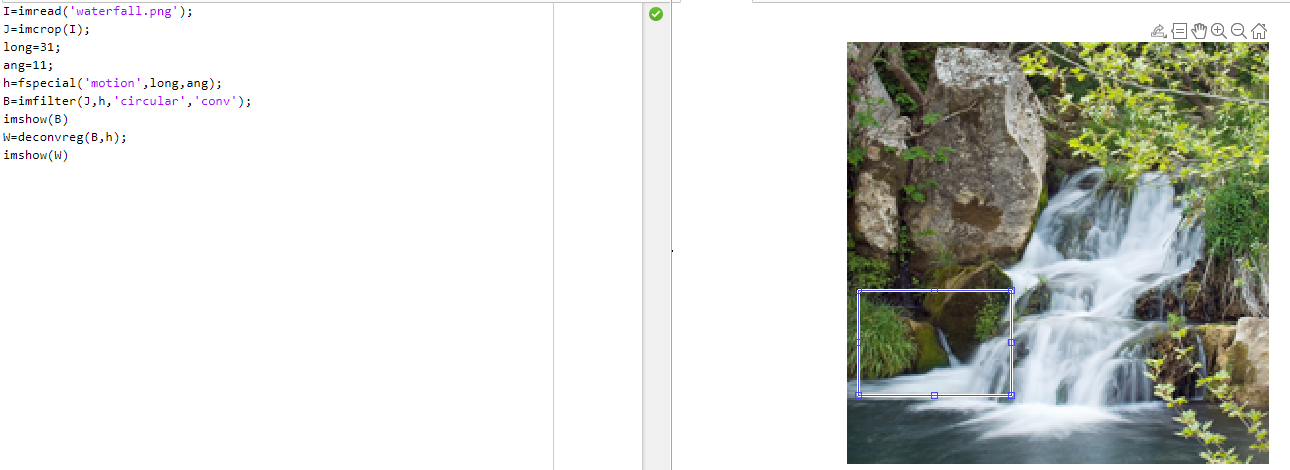 I=imread('waterfall.png');
J=imcrop(I);
long=31;
ang=11;
h=fspecial('motion',long,ang);
B=imfilter(J,h,'circular','conv');
imshow(B)
W=deconvreg(B,h);
imshow(W)